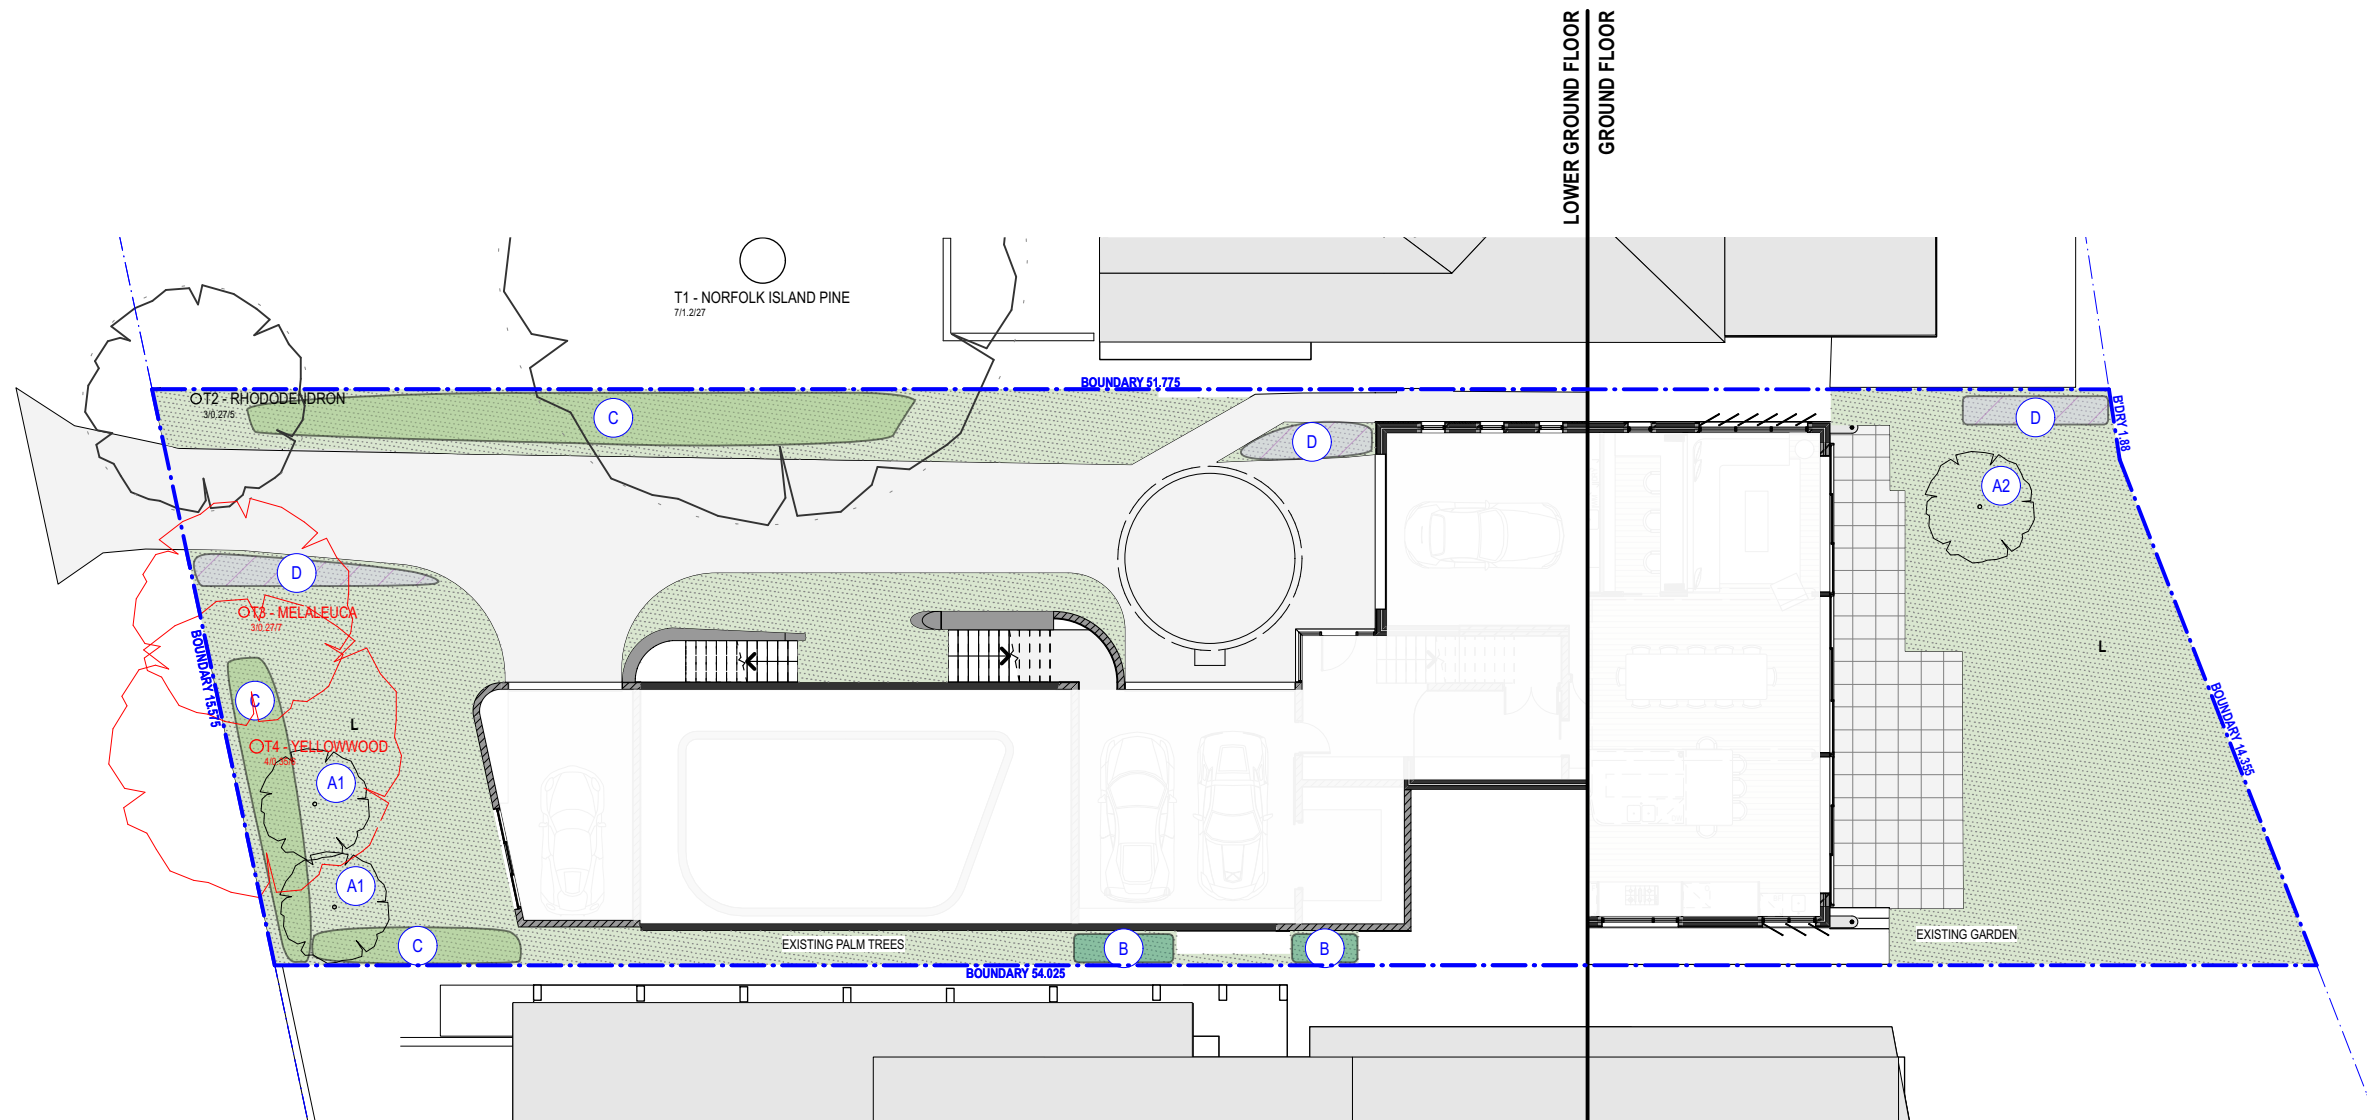 LOWER GROUND FLOOR
GROUND FLOOR
T1 - NORFOLK ISLAND PINE
7/1.2/27
BOUNDARY 51.775
T2 - RHODODENDRON
3/0.27/5
C
D
D
B'DRY 1.88
A2
D
T3 - MELALEUCA
3/0.27/7
BOUNDARY 15.575
L
C
L
BOUNDARY 14.355
T4 - YELLOWWOOD
A1
A1
C
EXISTING PALM TREES
B
B
EXISTING GARDEN
BOUNDARY 54.025